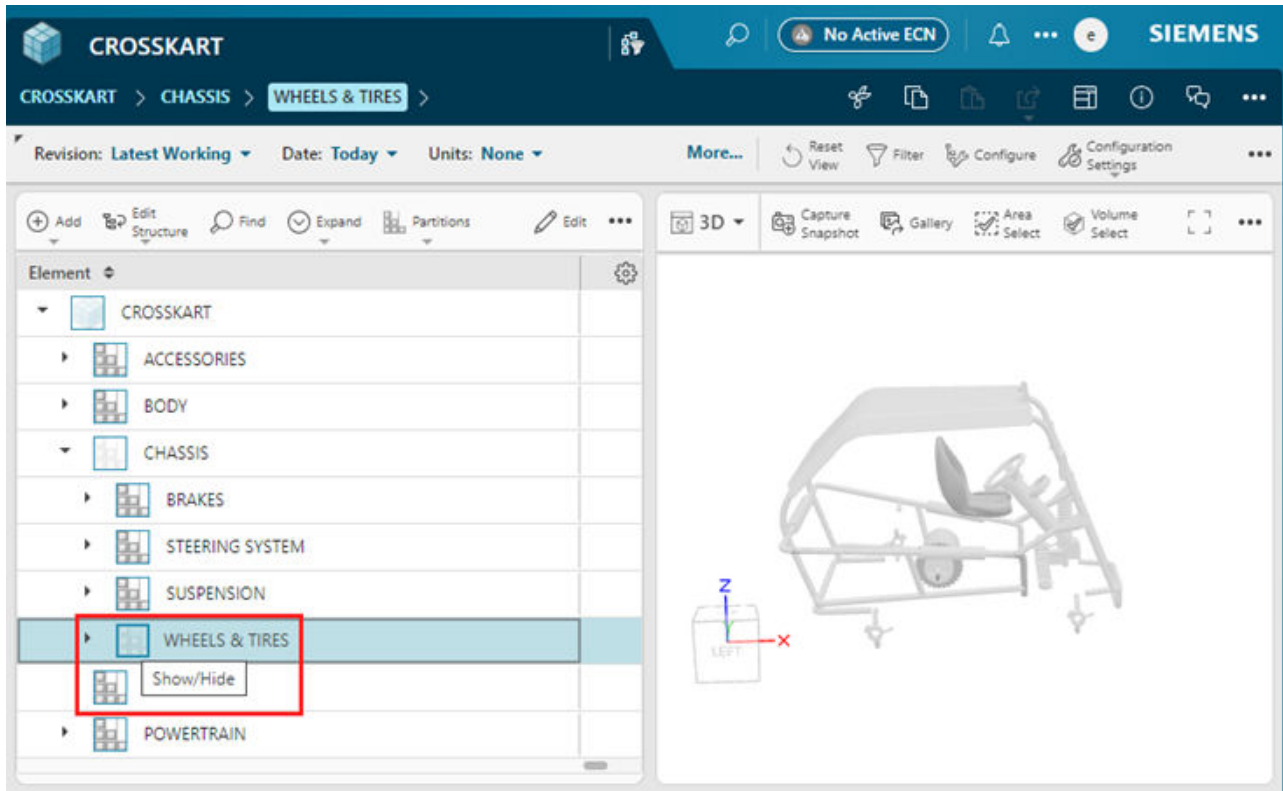 CROSSKART
No Active ECN
e
SIEMENS
CROSSKART > CHASSIS > WHEELS & TIRES >
Revision: Latest Working Date: Today Units: None More... Reset View Filter Configure Configuration Settings
Add Edit Structure Find Expand Partitions Edit
3D Capture Snapshot Gallery Area Select Volume Select
Element
CROSSKART
ACCESSORIES
BODY
CHASSIS
BRAKES
STEERING SYSTEM
SUSPENSION
WHEELS & TIRES
Show/Hide
POWERTRAIN
Z
X
LEFT